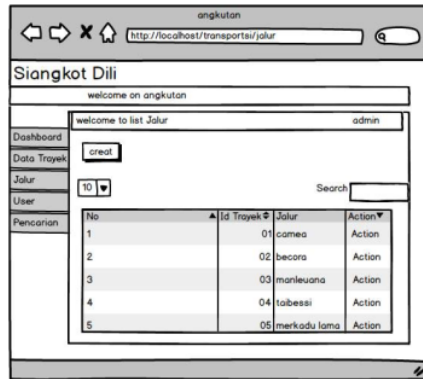 angkutan
http://localhost/transportsi/jalur
Siangkot Dili
welcome on angkutan
welcome to list Jalur admin
Dashboard
Data Trayek
Jalur
User
Pencarian
creat
10
Search
No Id Trayek Jalur Action
1 01 camea Action
2 02 becora Action
3 03 manleuana Action
4 04 taibessi Action
5 05 merkadu lama Action